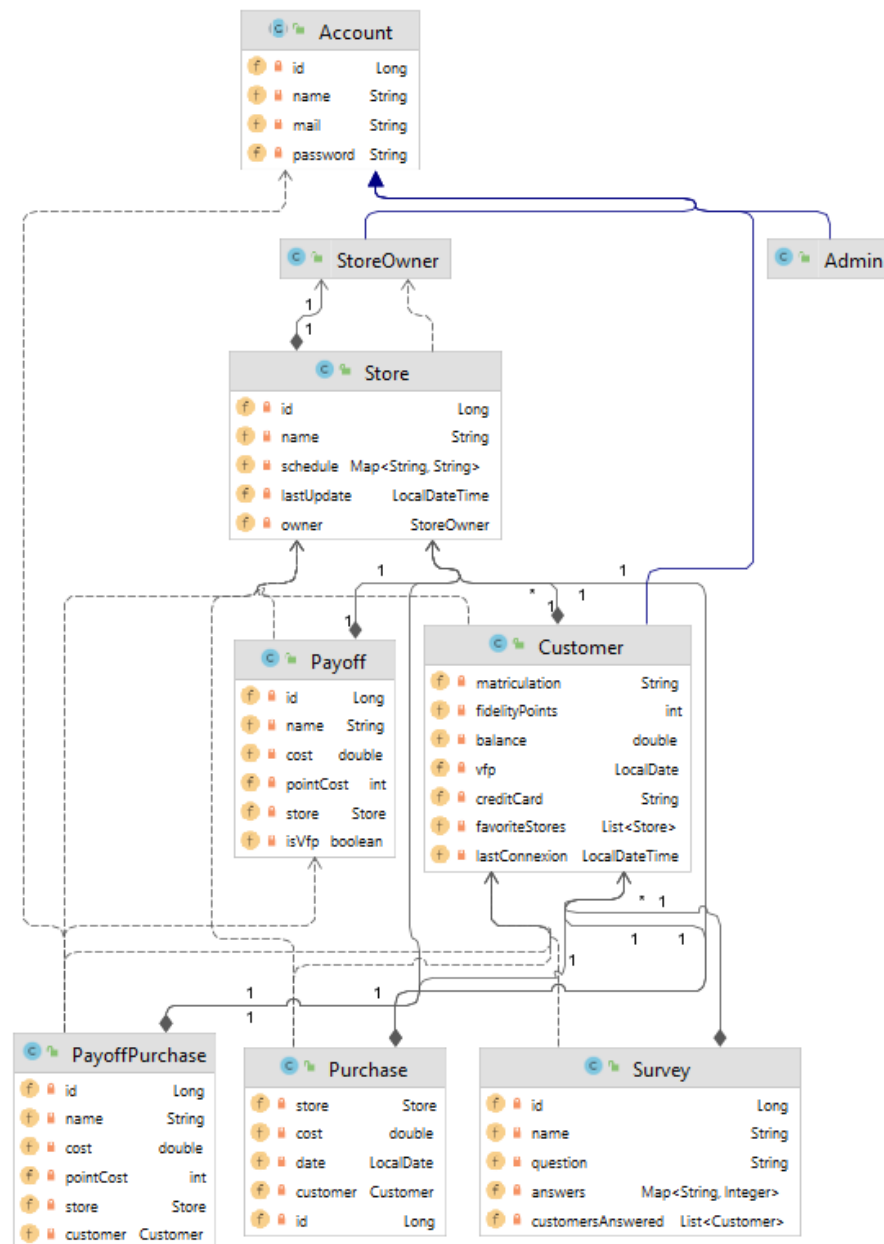 Account
id Long
name String
mail String
password String
StoreOwner
Admin
1
1
Store
id Long
name String
schedule Map<String, String>
lastUpdate LocalDateTime
owner StoreOwner
1
1
*
1
1
1
Payoff
id Long
name String
cost double
pointCost int
store Store
isVfp boolean
Customer
matriculation String
fidelityPoints int
balance double
vfp LocalDate
creditCard String
favoriteStores List<Store>
lastConnexion LocalDateTime
* 1
1 1
1
1 1
1
PayoffPurchase
id Long
name String
cost double
pointCost int
store Store
customer Customer
Purchase
store Store
cost double
date LocalDate
customer Customer
id Long
Survey
id Long
name String
question String
answers Map<String, Integer>
customersAnswered List<Customer>